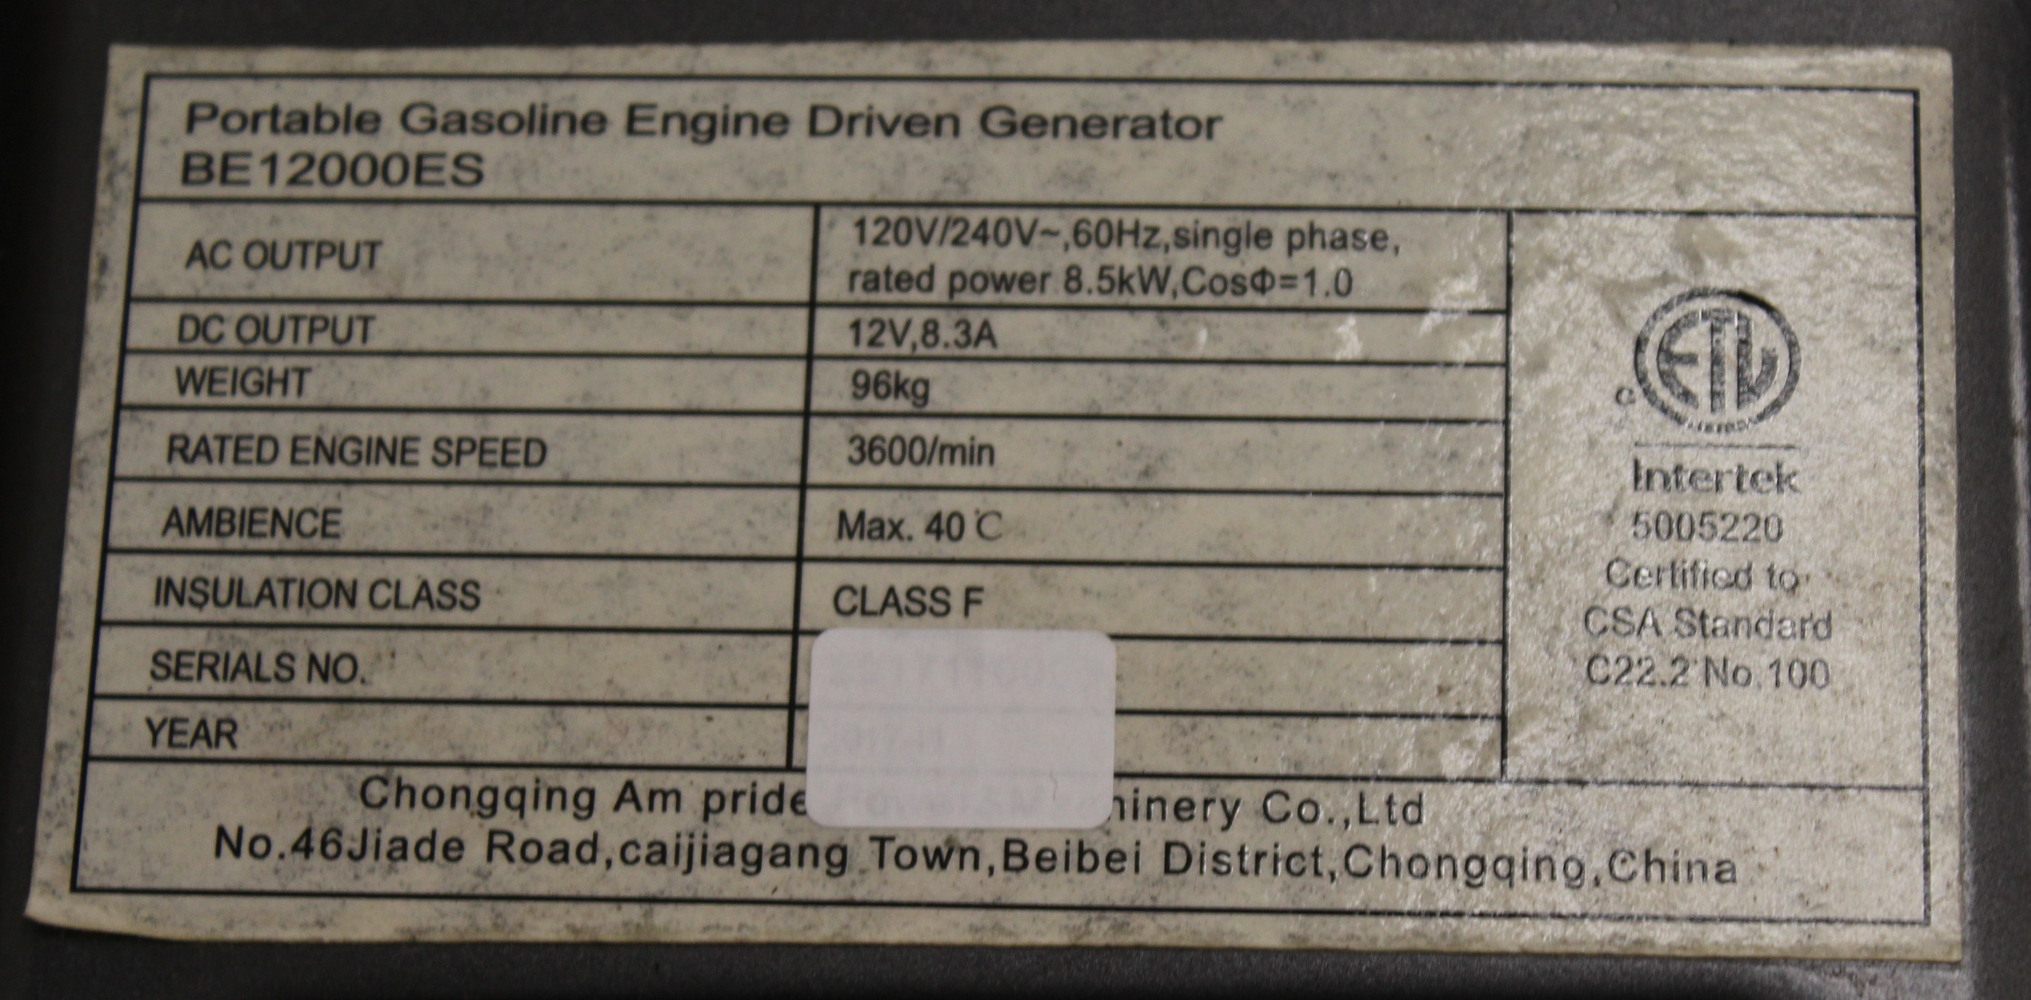 Portable Gasoline Engine Driven Generator
BE12000ES
AC OUTPUT
120V/240V~,60Hz,single phase,
rated power 8.5kW,CosΦ=1.0
DC OUTPUT 12V,8.3A
WEIGHT 96kg
RATED ENGINE SPEED 3600/min
AMBIENCE Max. 40℃
INSULATION CLASS CLASS F
SERIALS NO.
YEAR
c ETL
Intertek
5005220
Certified to
CSA Standard
C22.2 No.100
Chongqing Am pride Co.,Ltd
No.46Jiade Road,caijiagang Town,Beibei District,Chongqing,China